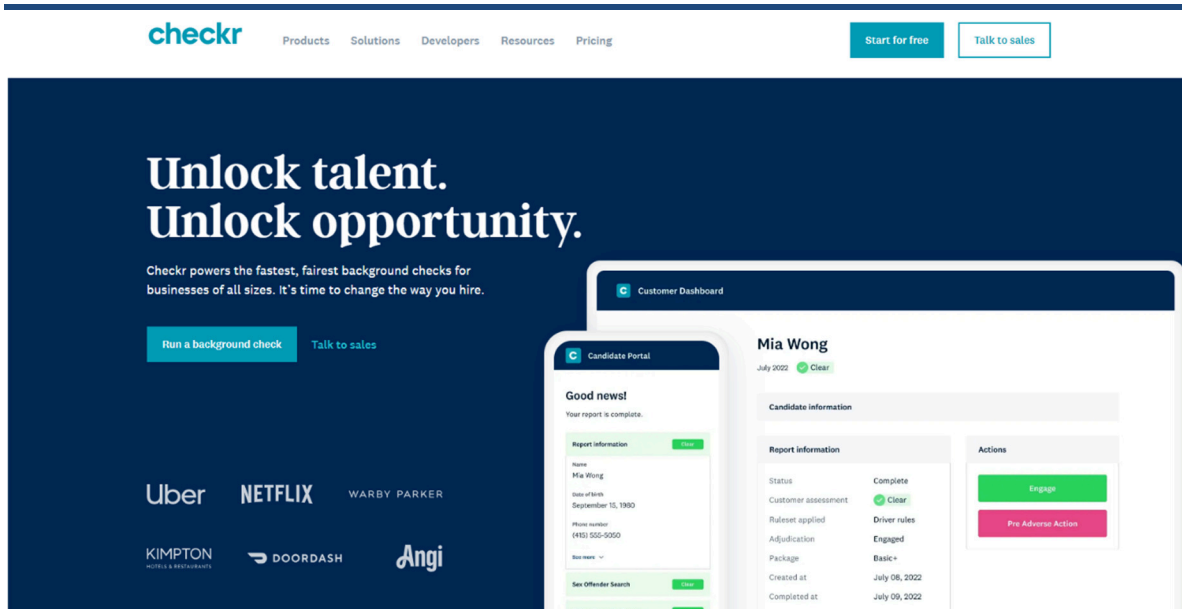 checkr
Products Solutions Developers Resources Pricing
Start for free
Talk to sales
Unlock talent.
Unlock opportunity.
Checkr powers the fastest, fairest background checks for
businesses of all sizes. It's time to change the way you hire.
Run a background check
Talk to sales
Uber
NETFLIX
WARBY PARKER
KIMPTON
HOTELS & RESTAURANTS
DOORDASH
Angi
C Candidate Portal
Good news!
Your report is complete.
Report information Clear
Name
Mia Wong
Date of birth
September 15, 1980
Phone number
(415) 555-5050
See more
Sex Offender Search Clear
C Customer Dashboard
Mia Wong
July 2022 Clear
Candidate information
Report information
Status Complete
Customer assessment Clear
Ruleset applied Driver rules
Adjudication Engaged
Package Basic+
Created at July 08, 2022
Completed at July 09, 2022
Actions
Engage
Pre Adverse Action